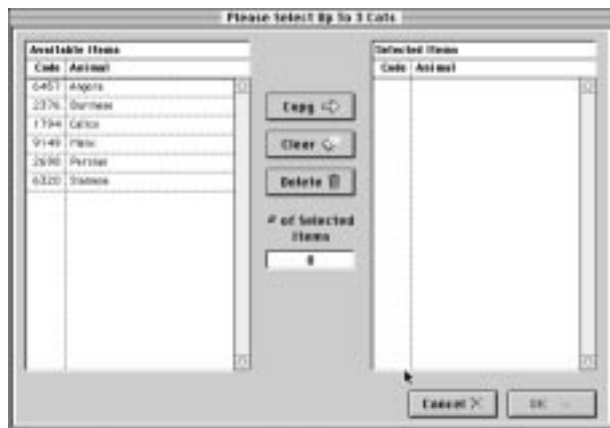 Please Select Up To 3 Cats
Available Items
Code Animal
6457 Angora
2376 Burmese
1794 Calico
9149 Manx
2698 Persian
6320 Siamese
Copy
Clear
Delete
# of Selected
Items
0
Selected Items
Code Animal
Cancel
OK